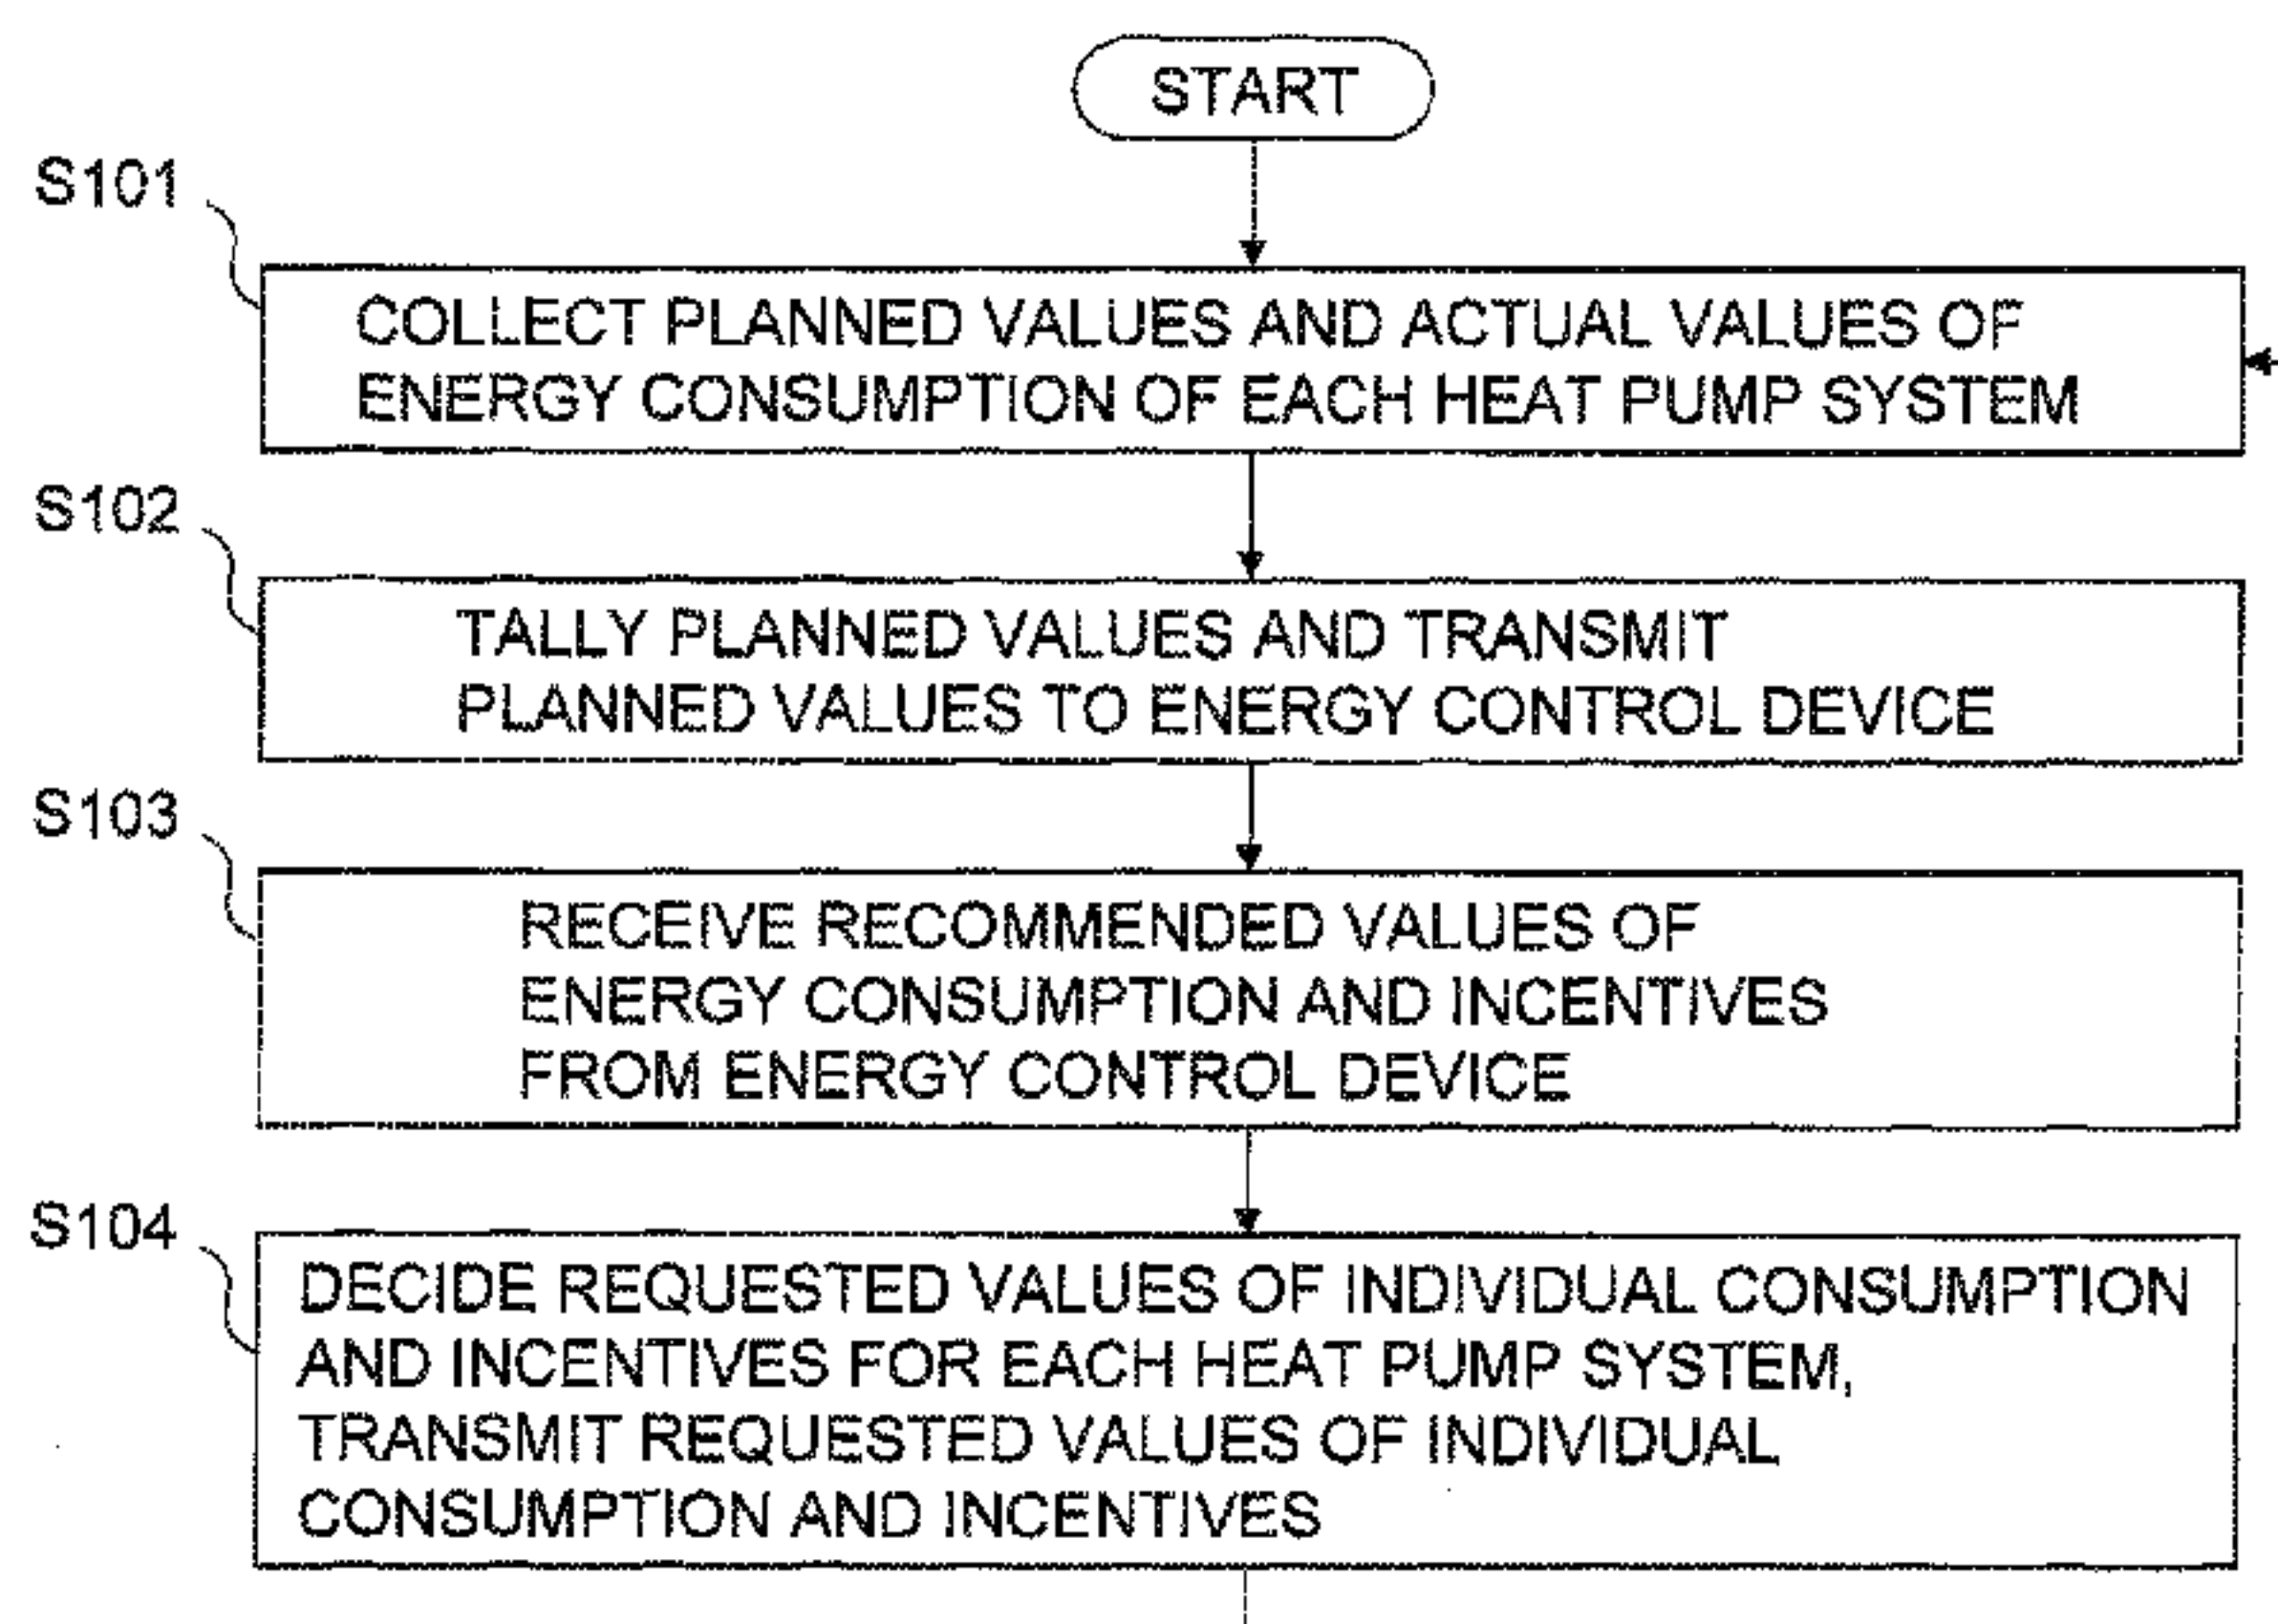 START
S101
COLLECT PLANNED VALUES AND ACTUAL VALUES OF
ENERGY CONSUMPTION OF EACH HEAT PUMP SYSTEM
S102
TALLY PLANNED VALUES AND TRANSMIT
PLANNED VALUES TO ENERGY CONTROL DEVICE
S103
RECEIVE RECOMMENDED VALUES OF
ENERGY CONSUMPTION AND INCENTIVES
FROM ENERGY CONTROL DEVICE
S104
DECIDE REQUESTED VALUES OF INDIVIDUAL CONSUMPTION
AND INCENTIVES FOR EACH HEAT PUMP SYSTEM,
TRANSMIT REQUESTED VALUES OF INDIVIDUAL
CONSUMPTION AND INCENTIVES